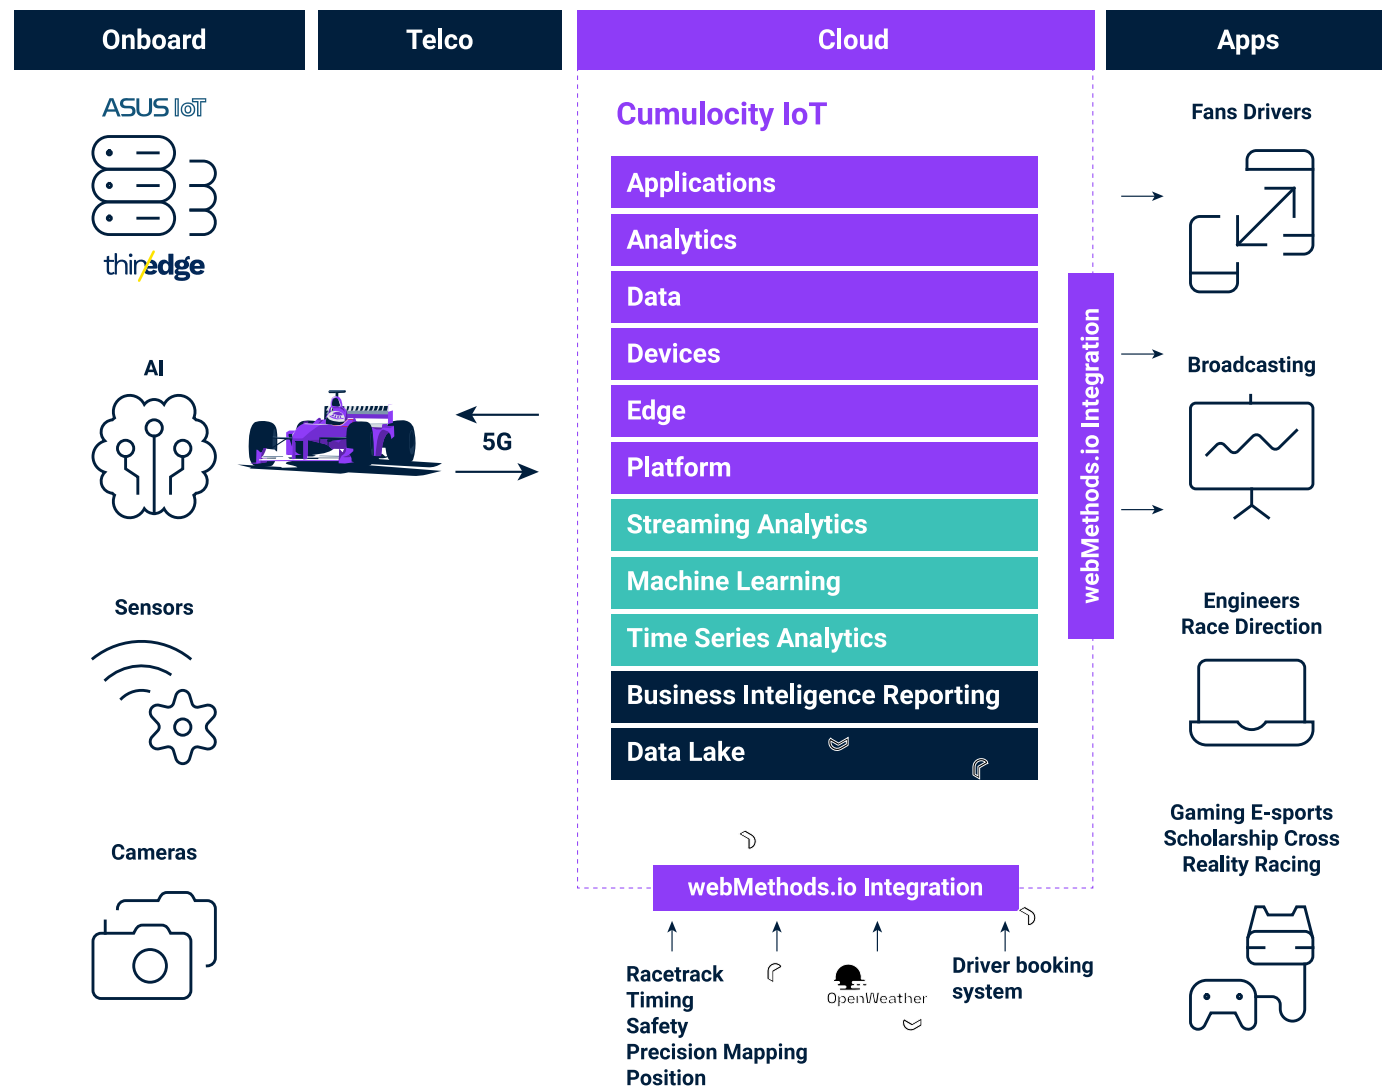 Onboard
Telco
Cloud
Apps
ASUS IoT
thinedge
AI
Sensors
Cameras
5G
Cumulocity IoT
Applications
Analytics
Data
Devices
Edge
Platform
Streaming Analytics
Machine Learning
Time Series Analytics
Business Inteligence Reporting
Data Lake
webMethods.io Integration
webMethods.io Integration
Racetrack
Timing
Safety
Precision Mapping
Position
OpenWeather
Driver booking
system
Fans Drivers
Broadcasting
Engineers
Race Direction
Gaming E-sports
Scholarship Cross
Reality Racing